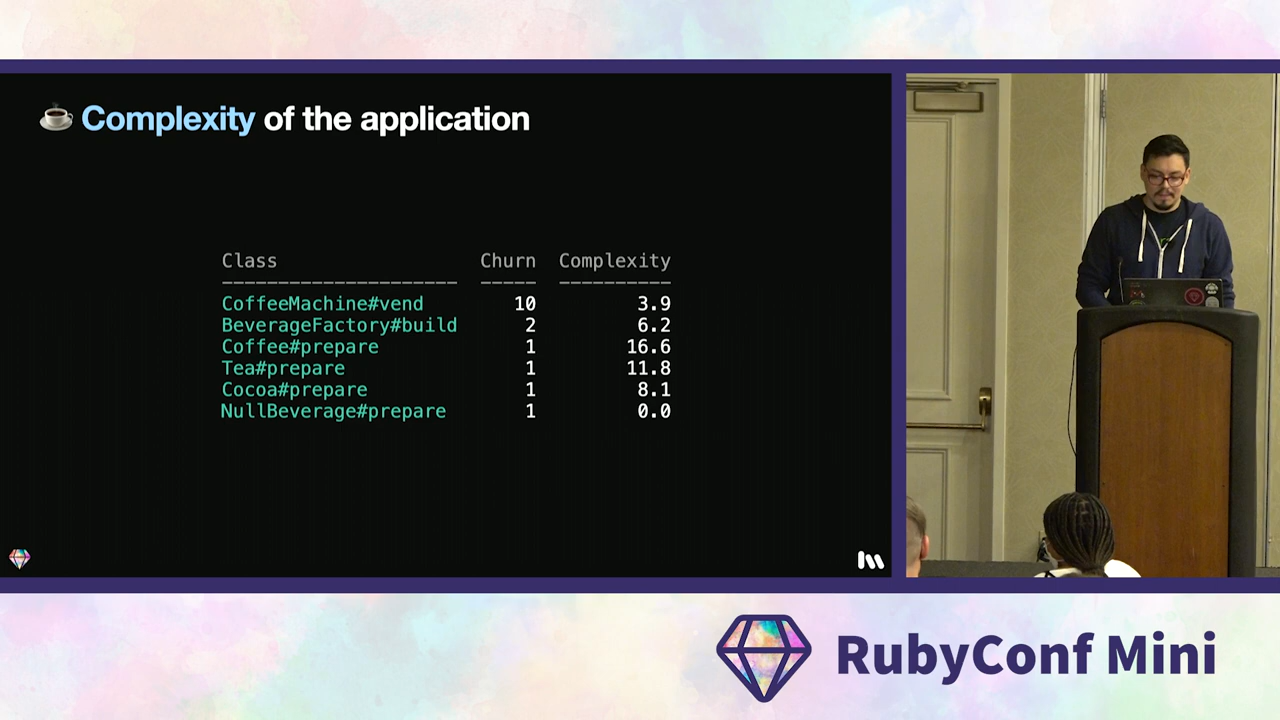 Complexity of the application
Class Churn Complexity
-------------------- ----- ----------
CoffeeMachine#vend 10 3.9
BeverageFactory#build 2 6.2
Coffee#prepare 1 16.6
Tea#prepare 1 11.8
Cocoa#prepare 1 8.1
NullBeverage#prepare 1 0.0
RubyConf Mini